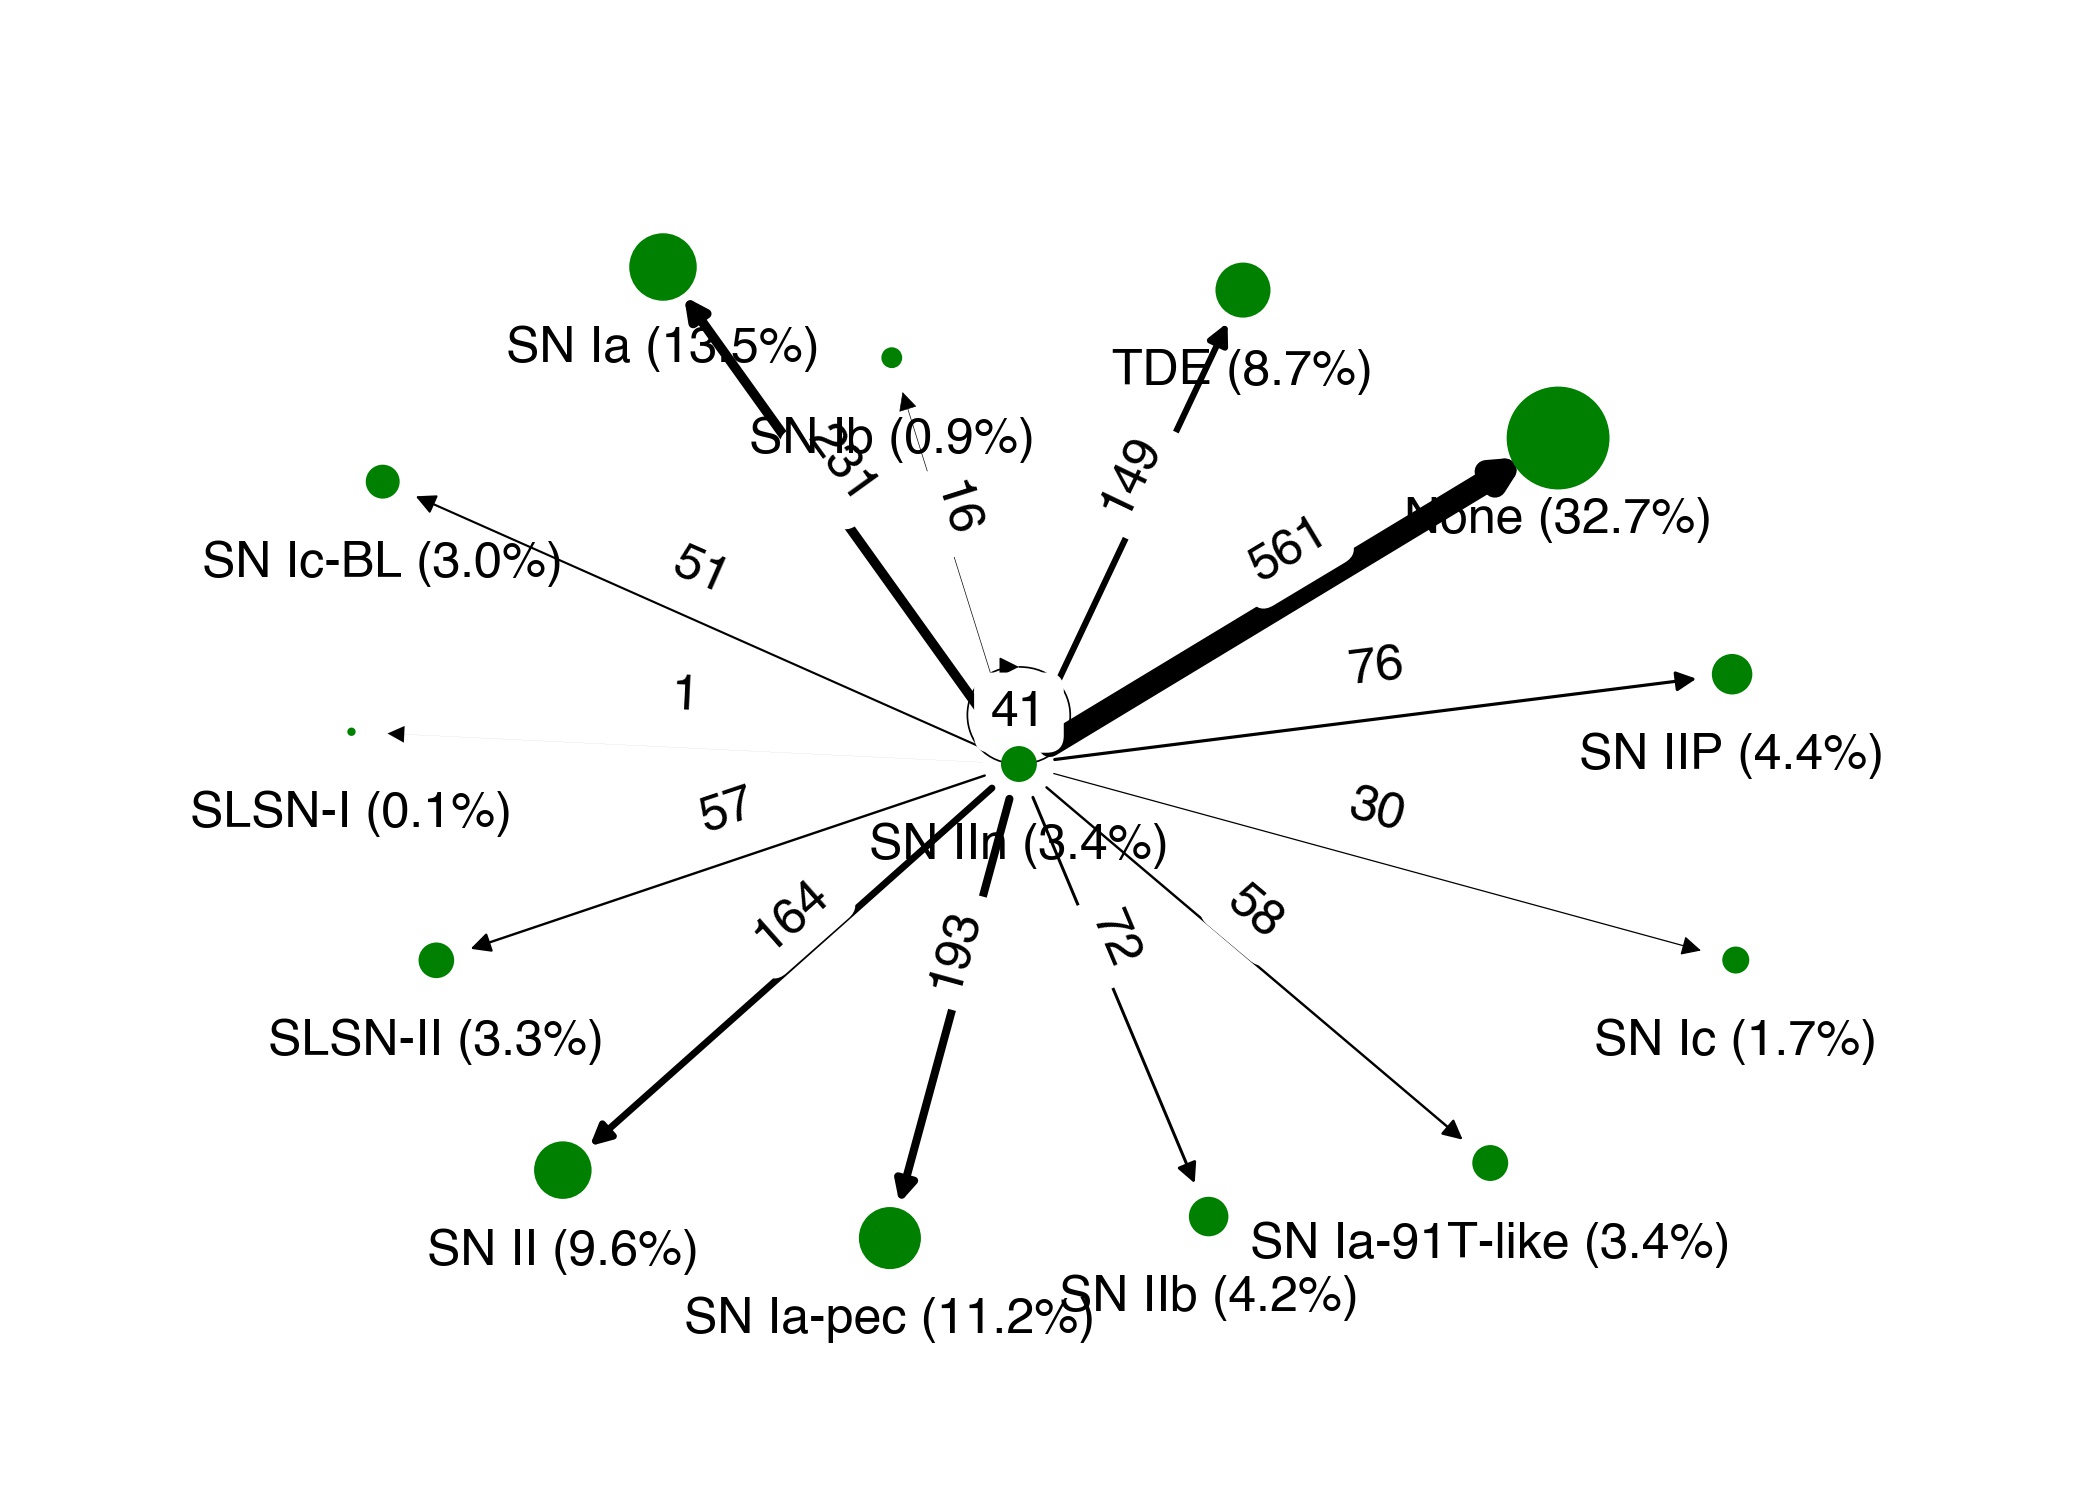 SN Ia (13.5%)
TDE (8.7%)
SN Ib (0.9%)
231
16
149
None (32.7%)
561
SN Ic-BL (3.0%)
51
76
1
41
SN IIP (4.4%)
SLSN-I (0.1%)
57
30
SN IIn (3.4%)
164
193
72
58
SLSN-II (3.3%)
SN Ic (1.7%)
SN II (9.6%)
SN Ia-91T-like (3.4%)
SN IIb (4.2%)
SN Ia-pec (11.2%)